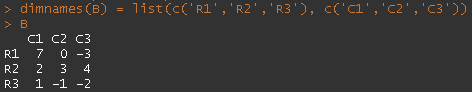 > dimnames(B) = list(c('R1','R2','R3'), c('C1','C2','C3'))
> B
   C1 C2 C3
R1  7  0 -3
R2  2  3  4
R3  1 -1 -2